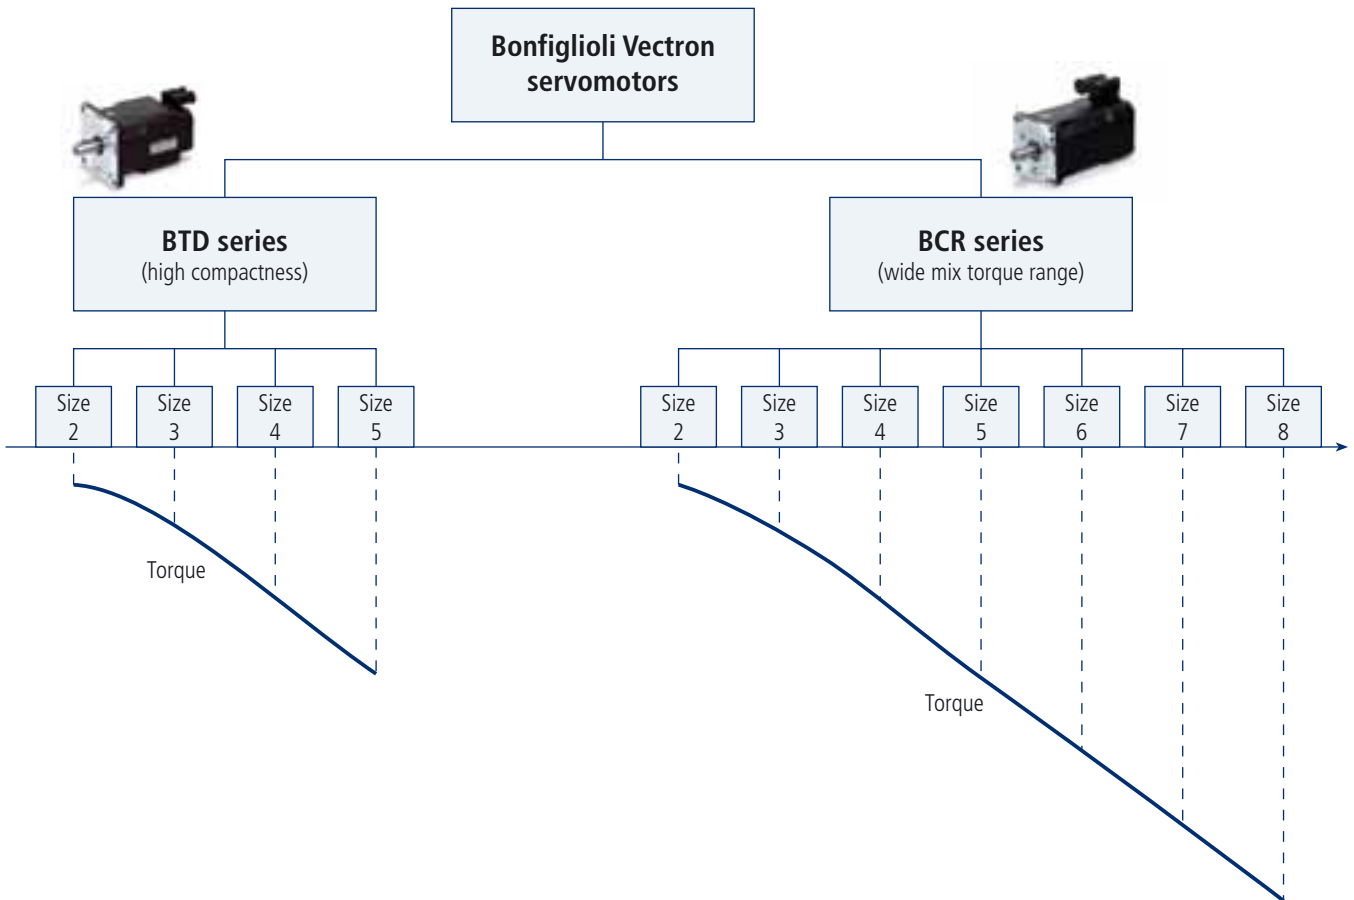 Bonfiglioli Vectron
servomotors
BTD series
(high compactness)
BCR series
(wide mix torque range)
Size
2
Size
3
Size
4
Size
5
Size
2
Size
3
Size
4
Size
5
Size
6
Size
7
Size
8
Torque
Torque